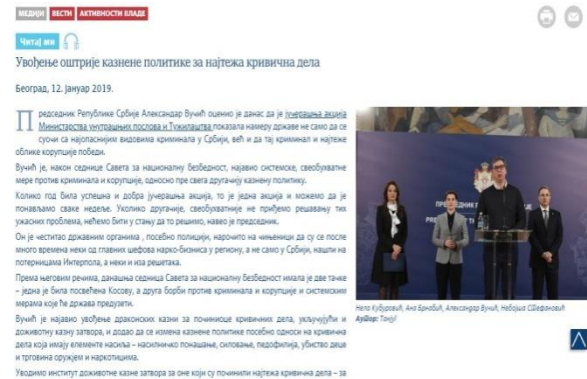 МЕДИЈИ ВЕСТИ АКТИВНОСТИ ВЛАДЕ
Читај ми
Увођење оштрије казнене политике за најтежа кривична дела
Београд, 12. јануар 2019.
Председник Републике Србије Александар Вучић оценио је данас да је јучерашња акција
Министарства унутрашњих послова и Тужилаштва показала намеру државе не само да се
суочи са најопаснијим видовима криминала у Србији, већ и да тај криминал и најтеже
облике корупције победи.
Вучић је, након седнице Савета за националну безбедност, најавио системске, свеобухватне
мере против криминала и корупције, односно пре свега другачију казнену политику.
Колико год била успешна и добра јучерашња акција, то је једна акција и можемо да је
понављамо сваке недеље. Уколико другачије, свеобухватније не приђемо решавању тих
ужасних проблема, нећемо бити у стању да то решимо, навео је председник.
Он је честитао државним органима , посебно полицији, нарочито на чињеници да су се после
много времена неки од главних шефова нарко-бизниса у региону, а не само у Србији, нашли на
потерницама Интерпола, а неки и иза решетака.
Према његовим речима, данашња седница Савета за националну безбедност имала је две тачке
– једна је била посвећена Косову, а друга борби против криминала и корупције и системским
мерама које ће држава предузети.
Вучић је најавио увођење драконских казни за починиоце кривичних дела, укључујући и
доживотну казну затвора, и додао да се измена казнене политике посебно односи на кривична
дела која имају елементе насиља – насилничко понашање, силовање, педофилија, убиство деце
и трговина оружјем и наркотицима.
Уводимо институт доживотне казне затвора за оне који су починили најтежа кривична дела – за
Нела Кубуровић, Ана Брнабић, Александар Вучић, Небојша Стефановић
Аутор: Танјуг